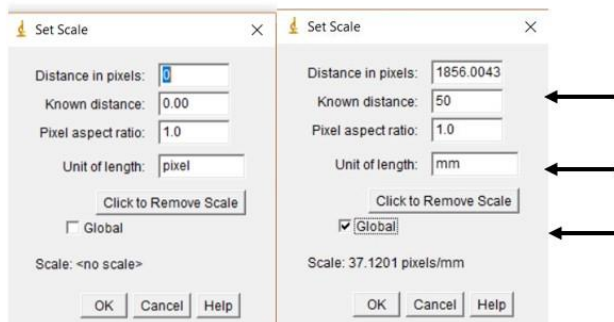 Set Scale
Distance in pixels: 0
Known distance: 0.00
Pixel aspect ratio: 1.0
Unit of length: pixel
Click to Remove Scale
Global
Scale: <no scale>
OK Cancel Help
Set Scale
Distance in pixels: 1856.0043
Known distance: 50
Pixel aspect ratio: 1.0
Unit of length: mm
Click to Remove Scale
Global
Scale: 37.1201 pixels/mm
OK Cancel Help